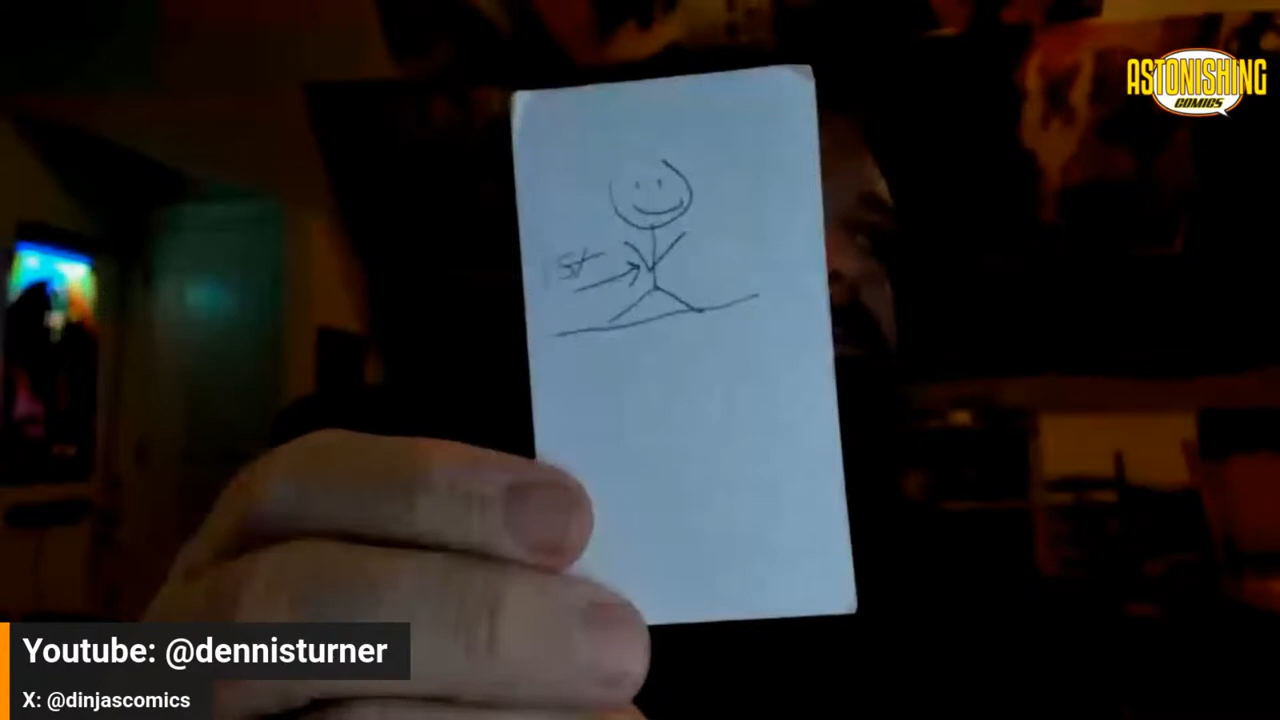 ASTONISHING
COMICS
1st
Youtube: @dennisturner
X: @dinjascomics